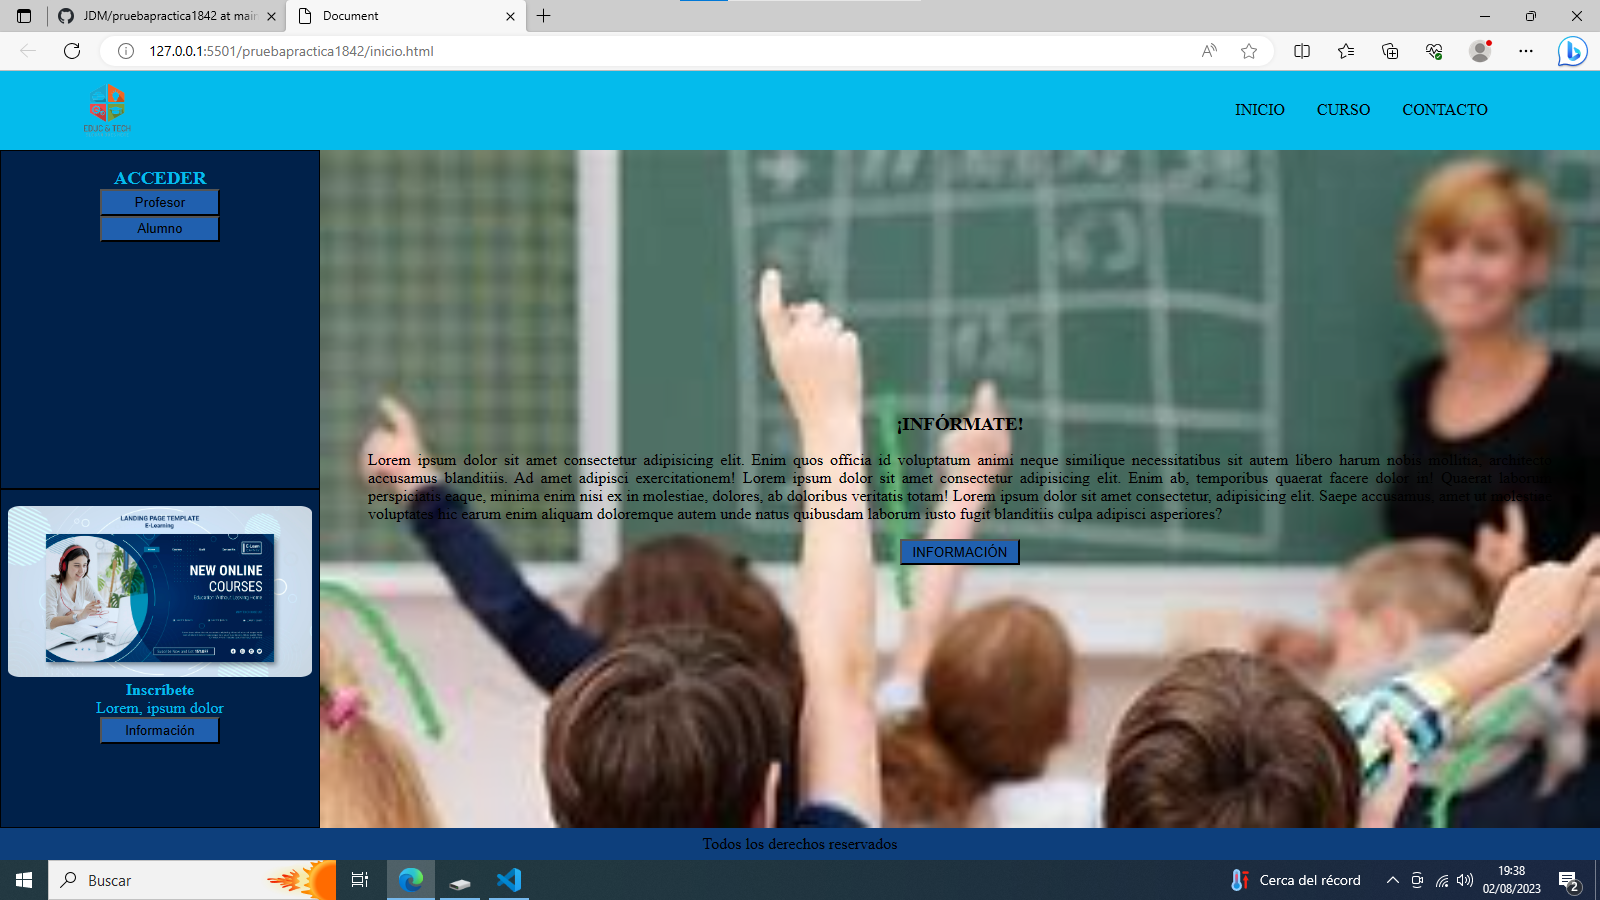 JDM/pruebapractica1842 at main
Document
127.0.0.1:5501/pruebapractica1842/inicio.html
EDUC & TECH
INICIO
CURSO
CONTACTO
ACCEDER
Profesor
Alumno
¡INFÓRMATE!
Lorem ipsum dolor sit amet consectetur adipisicing elit. Enim quos officia id voluptatum animi neque similique necessitatibus sit autem libero harum nobis mollitia, architecto
accusamus blanditiis. Ad amet adipisci exercitationem! Lorem ipsum dolor sit amet consectetur adipisicing elit. Enim ab, temporibus quaerat facere dolor in! Quaerat laborum
perspiciatis eaque, minima enim nisi ex in molestiae, dolores, ab doloribus veritatis totam! Lorem ipsum dolor sit amet consectetur, adipisicing elit. Saepe accusamus, amet ut molestiae
voluptates hic earum enim aliquam doloremque autem unde natus quibusdam laborum iusto fugit blanditiis culpa adipisci asperiores?
INFORMACIÓN
LANDING PAGE TEMPLATE
E-Learning
NEW ONLINE
COURSES
Education Without Leaving Home
Inscríbete
Lorem, ipsum dolor
Información
Todos los derechos reservados
Buscar
Cerca del récord
19:38
02/08/2023
2